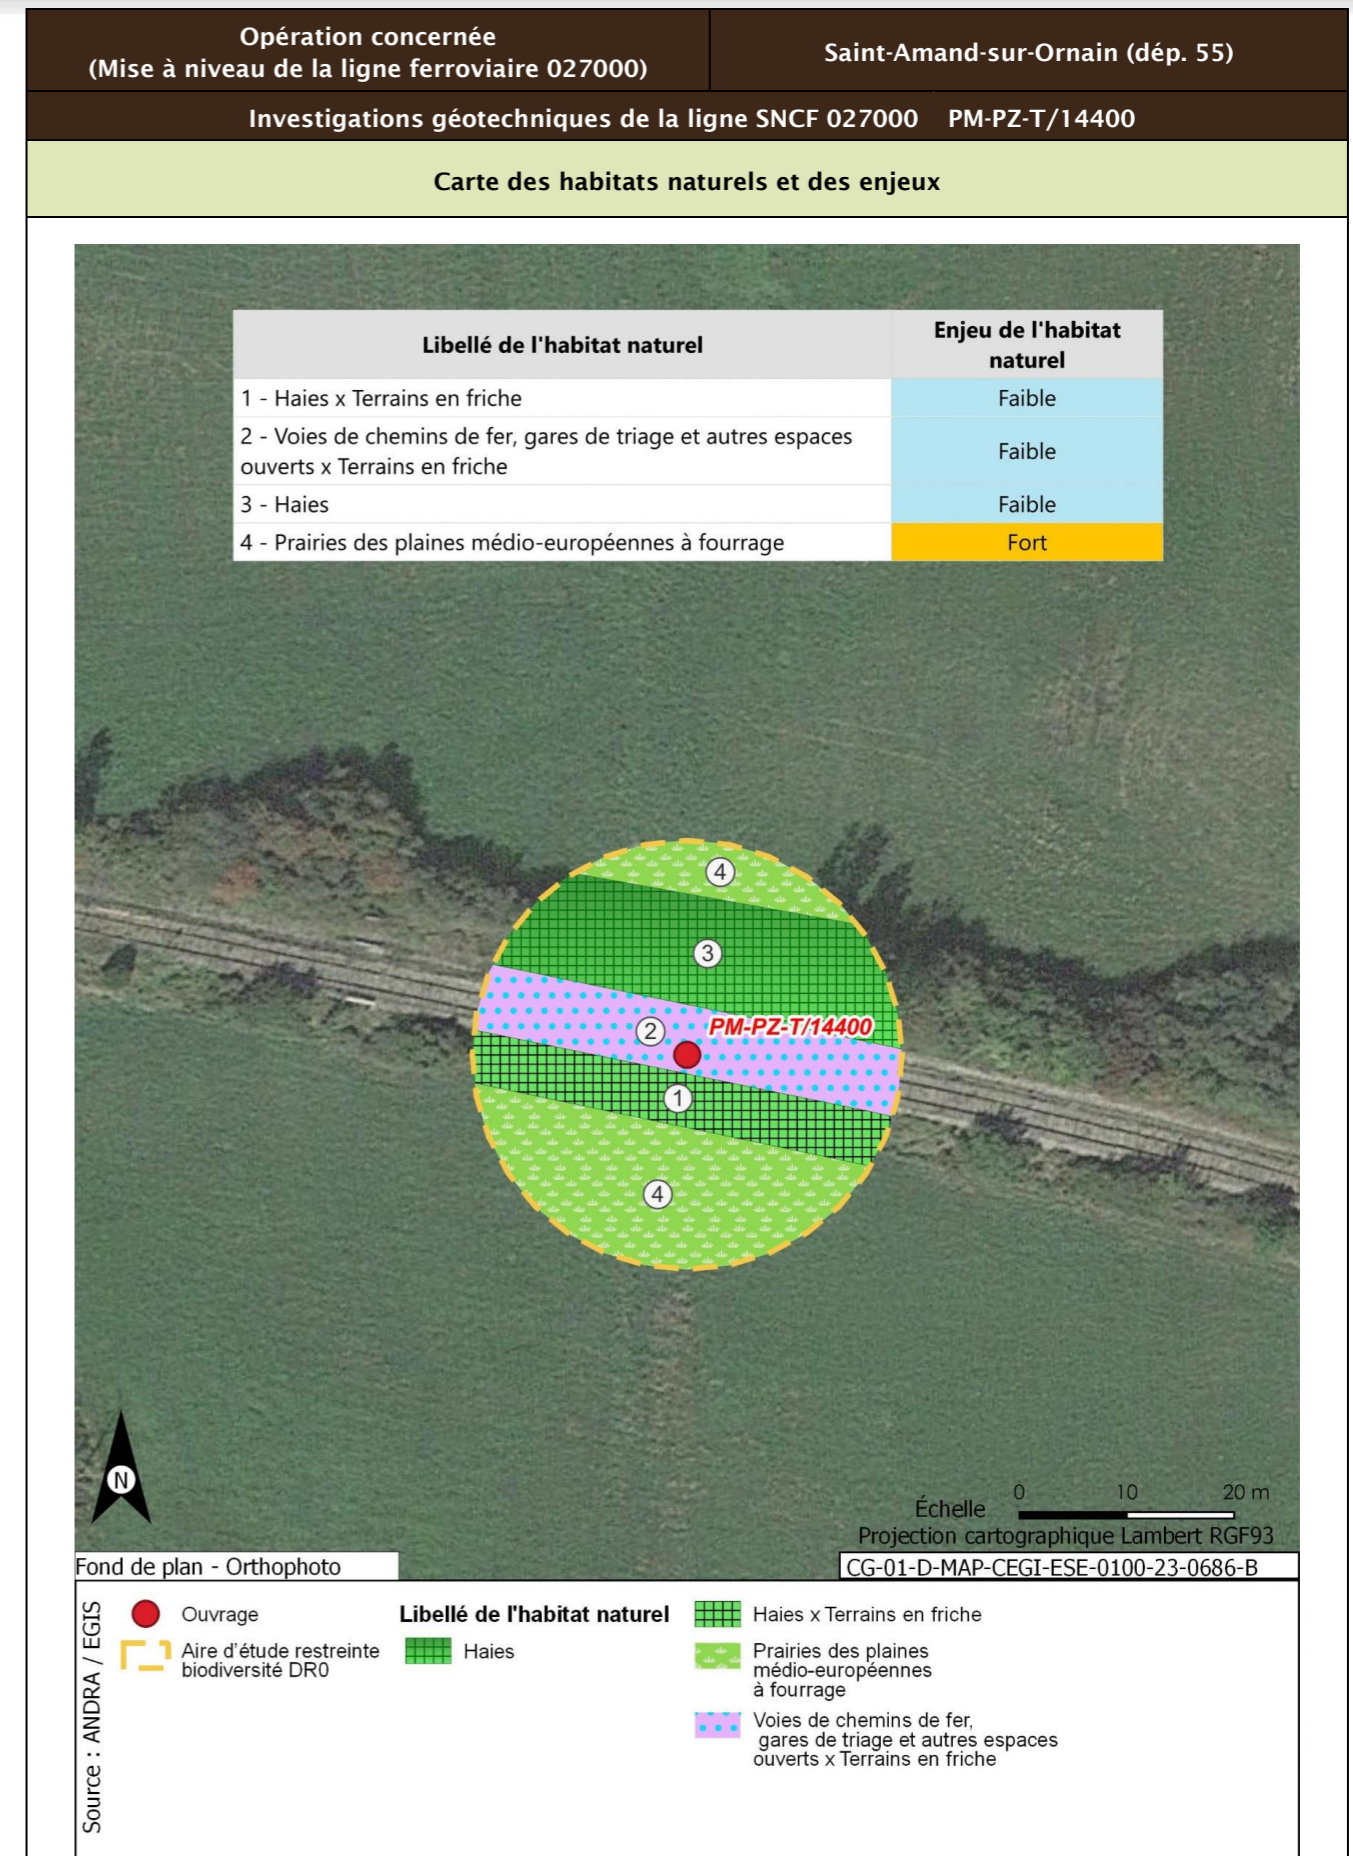 Opération concernée
(Mise à niveau de la ligne ferroviaire 027000)
Saint-Amand-sur-Ornain (dép. 55)
Investigations géotechniques de la ligne SNCF 027000 PM-PZ-T/14400
Carte des habitats naturels et des enjeux
Libellé de l'habitat naturel
Enjeu de l'habitat
naturel
1 - Haies x Terrains en friche
Faible
2 - Voies de chemins de fer, gares de triage et autres espaces
ouverts x Terrains en friche
Faible
3 - Haies
Faible
4 - Prairies des plaines médio-européennes à fourrage
Fort
4
3
2
PM-PZ-T/14400
1
4
N
Échelle
0 10 20 m
Projection cartographique Lambert RGF93
Fond de plan - Orthophoto
CG-01-D-MAP-CEGI-ESE-0100-23-0686-B
Source : ANDRA / EGIS
Ouvrage
Aire d'étude restreinte
biodiversité DR0
Libellé de l'habitat naturel
Haies
Haies x Terrains en friche
Prairies des plaines
médio-européennes
à fourrage
Voies de chemins de fer,
gares de triage et autres espaces
ouverts x Terrains en friche